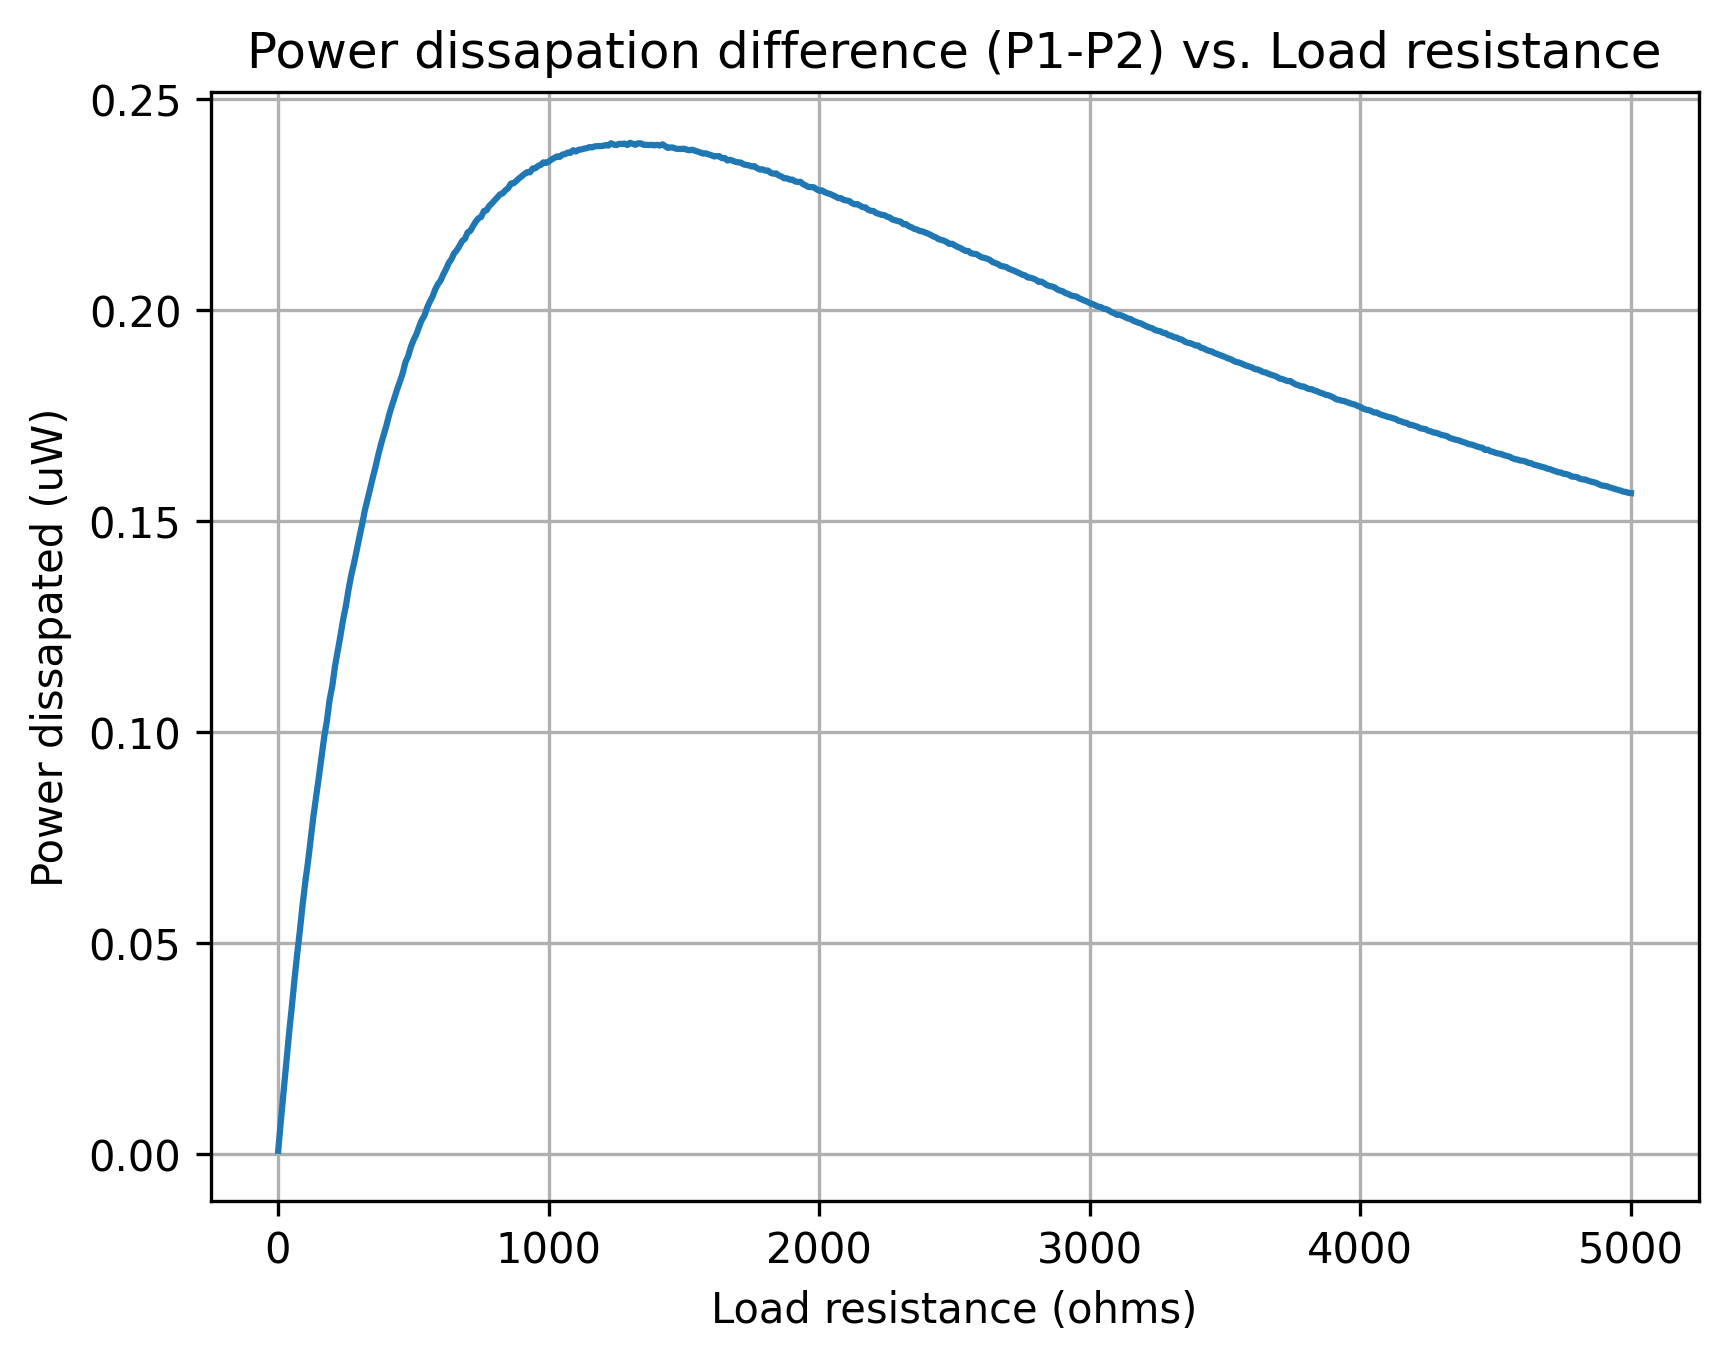 Power dissapation difference (P1-P2) vs. Load resistance
Power dissapated (uW)
0.25
0.20
0.15
0.10
0.05
0.00
0 1000 2000 3000 4000 5000
Load resistance (ohms)